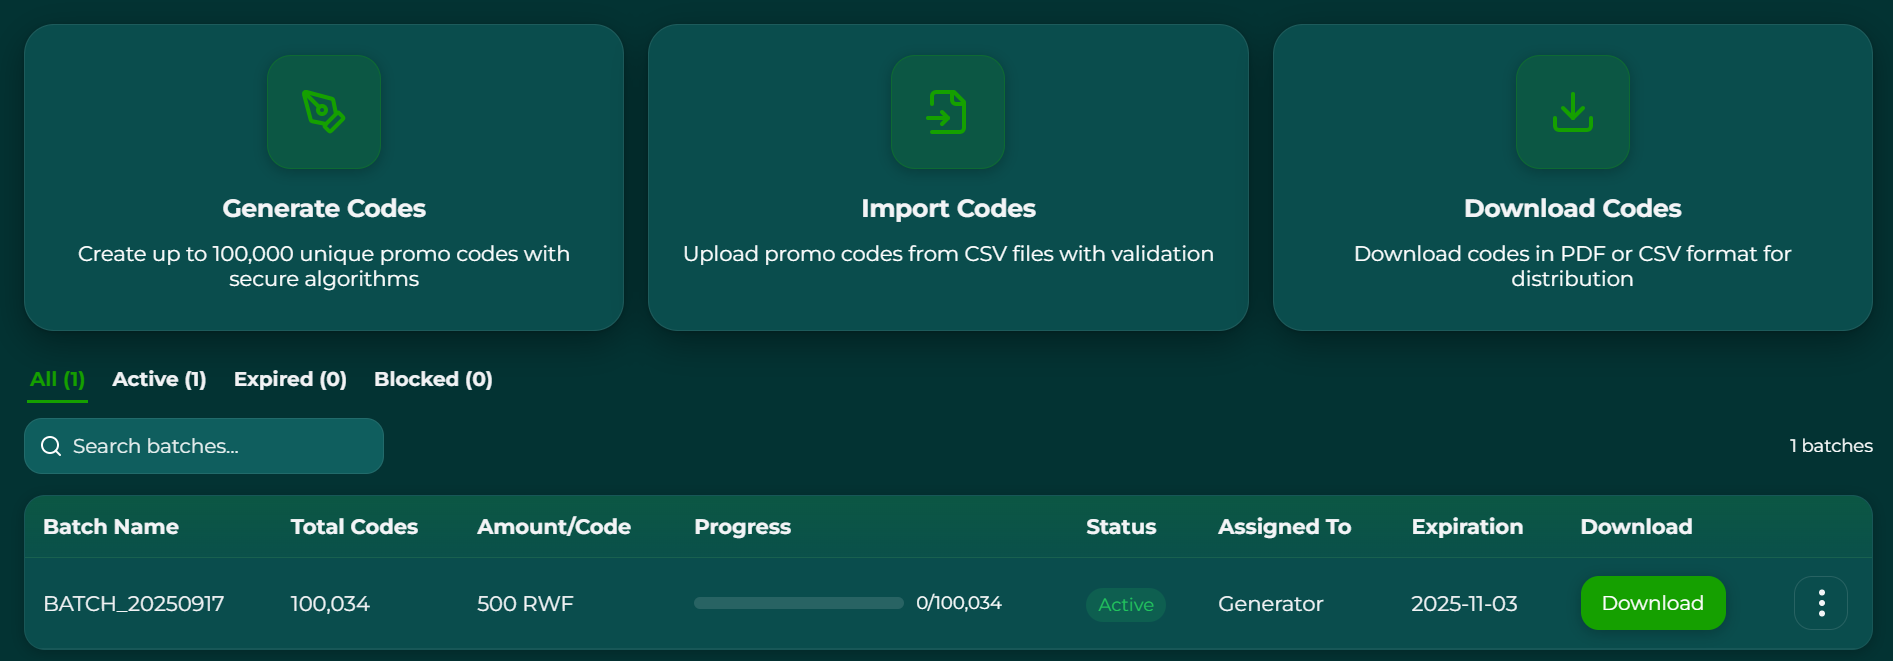 Generate Codes
Create up to 100,000 unique promo codes with
secure algorithms
Import Codes
Upload promo codes from CSV files with validation
Download Codes
Download codes in PDF or CSV format for
distribution
All (1) Active (1) Expired (0) Blocked (0)
Search batches...
1 batches
Batch Name Total Codes Amount/Code Progress Status Assigned To Expiration Download
BATCH_20250917 100,034 500 RWF 0/100,034 Active Generator 2025-11-03 Download